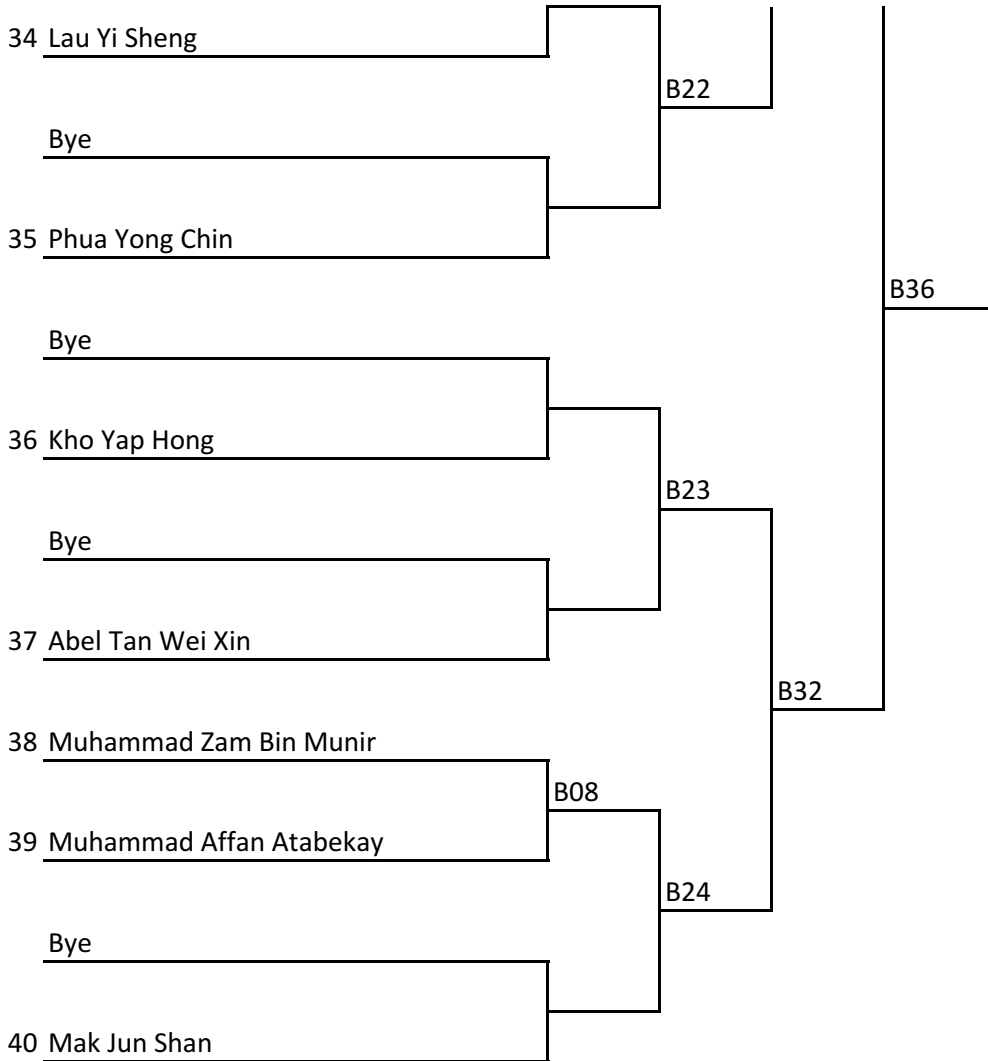 34 Lau Yi Sheng
B22
Bye
35 Phua Yong Chin
B36
Bye
36 Kho Yap Hong
B23
Bye
37 Abel Tan Wei Xin
B32
38 Muhammad Zam Bin Munir
B08
39 Muhammad Affan Atabekay
B24
Bye
40 Mak Jun Shan